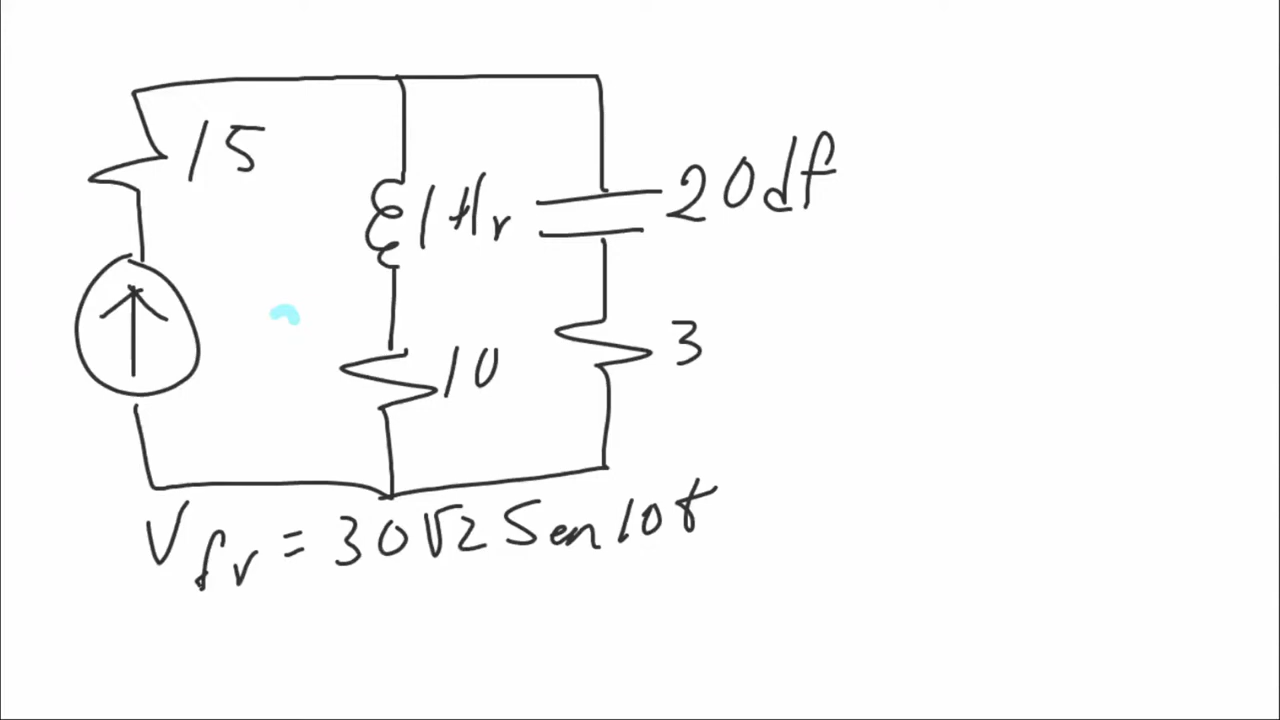 15
1Hr
20df
10
3
Vfr = 30√2 Sen10t